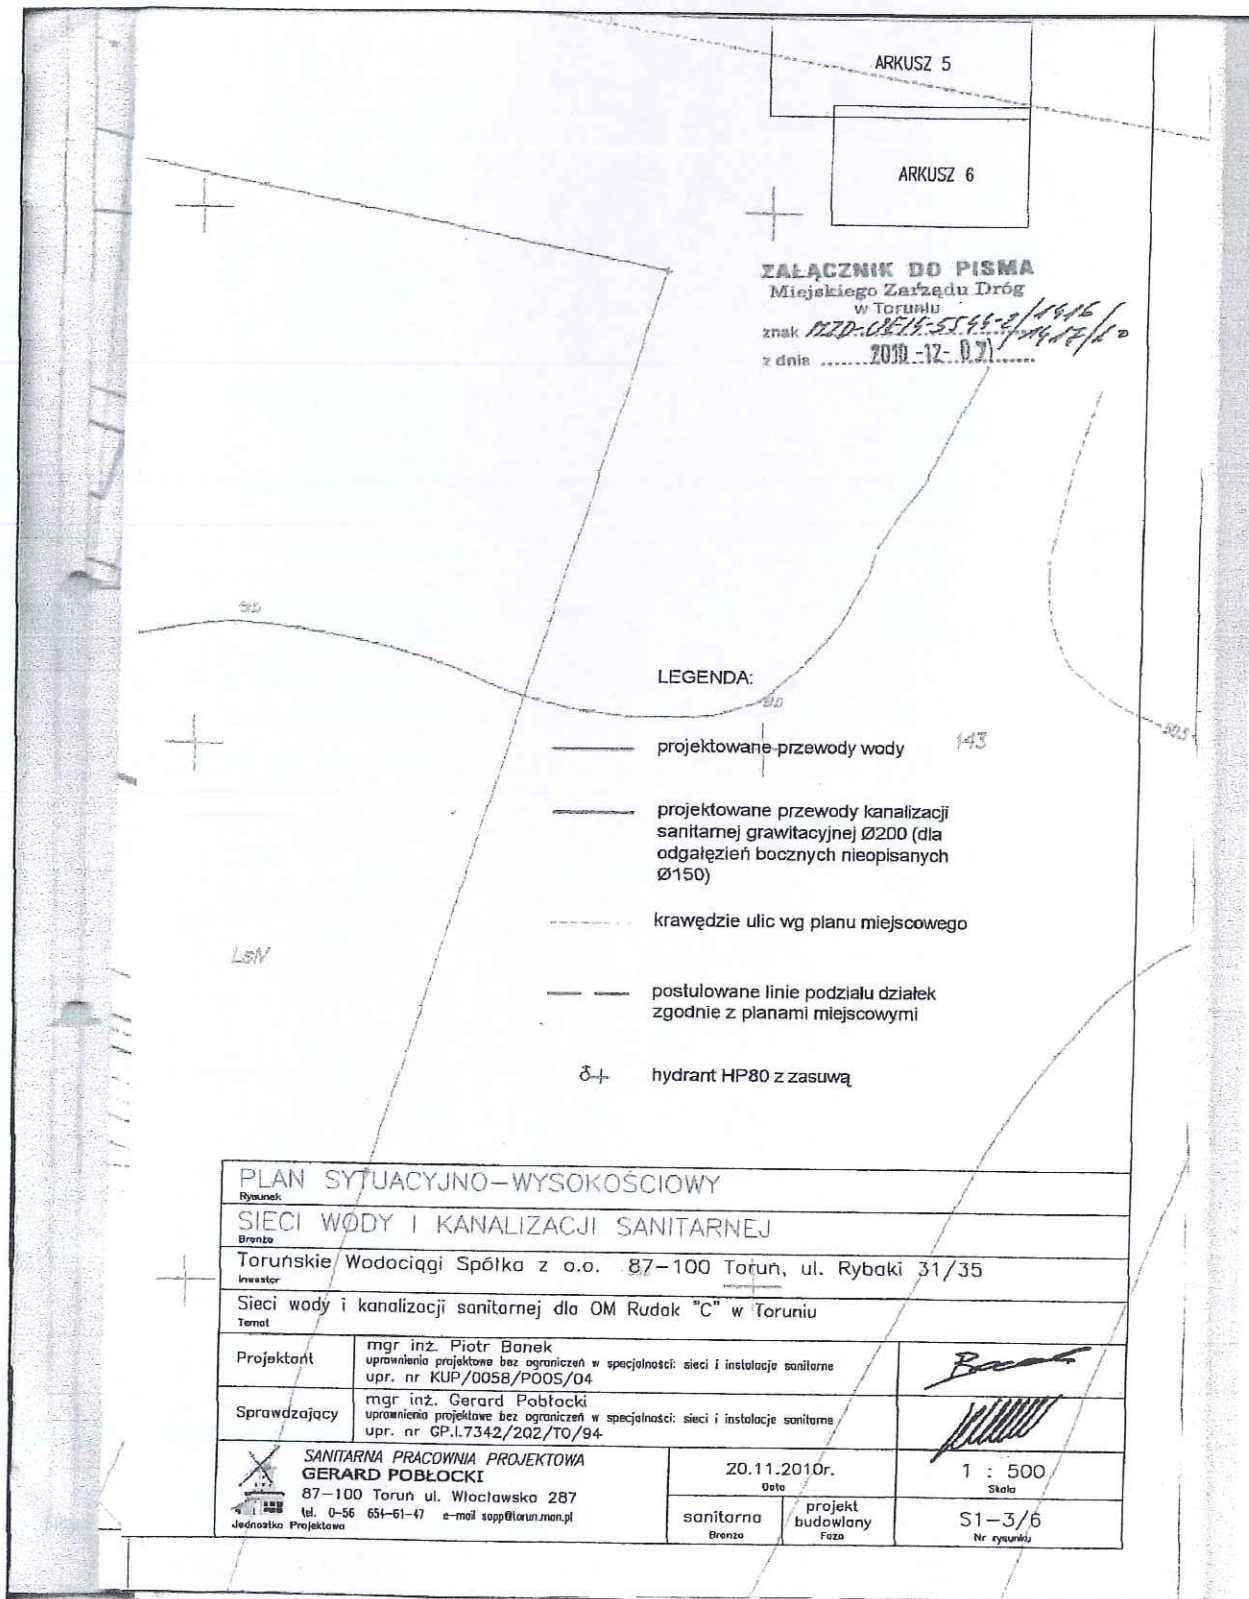 ARKUSZ 5
ARKUSZ 6
ZAŁĄCZNIK DO PISMA
Miejskiego Zarządu Dróg
w Toruniu
znak
z dnia 2010-12-
LEGENDA:
projektowane przewody wody
143
50.5
projektowane przewody kanalizacji
sanitarnej grawitacyjnej Ø200 (dla
odgałęzień bocznych nieopisanych
Ø150)
krawędzie ulic wg planu miejscowego
LsIV
postulowane linie podziału działek
zgodnie z planami miejscowymi
hydrant HP80 z zasuwą
PLAN SYTUACYJNO-WYSOKOŚCIOWY
Rysunek
SIECI WODY I KANALIZACJI SANITARNEJ
Branża
Toruńskie Wodociągi Spółka z o.o. 87-100 Toruń, ul. Rybaki 31/35
Inwestor
Sieci wody i kanalizacji sanitarnej dla OM Rudak "C" w Toruniu
Temat
Projektant
mgr inż. Piotr Banek
uprawnienia projektowe bez ograniczeń w specjalności: sieci i instalacje sanitarne
upr. nr KUP/0058/POOS/04
Sprawdzający
mgr inż. Gerard Pobłocki
uprawnienia projektowe bez ograniczeń w specjalności: sieci i instalacje sanitarne
upr. nr GP.I.7342/202/TO/94
SANITARNA PRACOWNIA PROJEKTOWA
GERARD POBŁOCKI
87-100 Toruń ul. Włocławska 287
tel. 0-56 654-61-47 e-mail sapp@torun.man.pl
Jednostka Projektowa
20.11.2010r.
Data
1 : 500
Skala
sanitarna
Branża
projekt
budowlany
Faza
S1-3/6
Nr rysunku